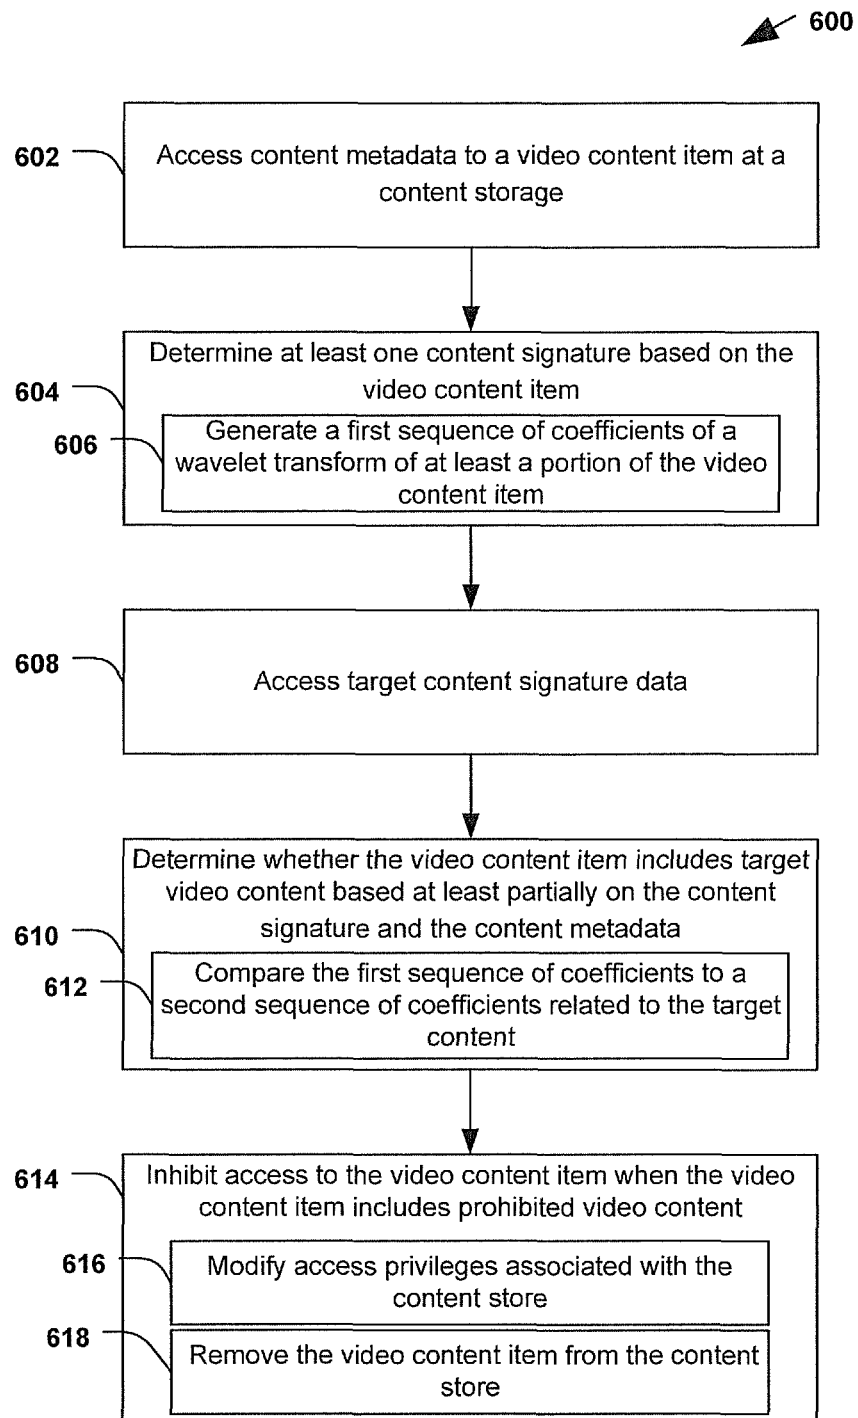 600
602
Access content metadata to a video content item at a
content storage
604
Determine at least one content signature based on the
video content item
606
Generate a first sequence of coefficients of a
wavelet transform of at least a portion of the video
content item
608
Access target content signature data
610
Determine whether the video content item includes target
video content based at least partially on the content
signature and the content metadata
612
Compare the first sequence of coefficients to a
second sequence of coefficients related to the target
content
614
Inhibit access to the video content item when the video
content item includes prohibited video content
616
Modify access privileges associated with the
content store
618
Remove the video content item from the content
store